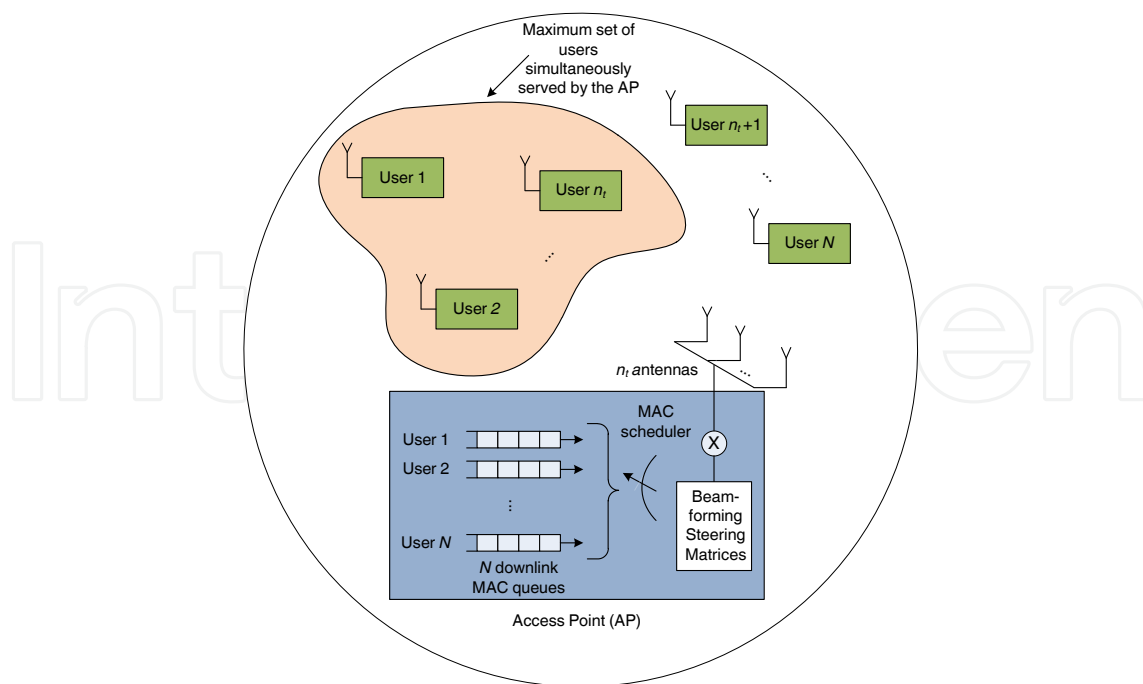 Maximum set of
users
simultaneously
served by the AP
User nt+1
...
User 1
User nt
User N
...
User 2
nt antennas
...
MAC
scheduler
User 1
X
User 2
...
Beam-
forming
Steering
Matrices
User N
N downlink
MAC queues
Access Point (AP)
Int
en